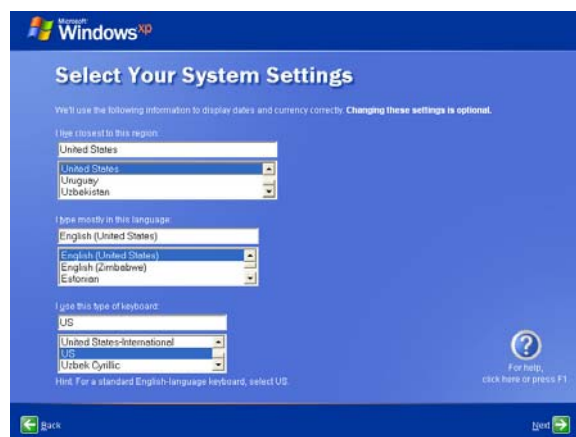 Microsoft
Windows xp
Select Your System Settings
We'll use the following information to display dates and currency correctly. Changing these settings is optional.
I live closest to this region:
United States
United States
Uruguay
Uzbekistan
I type mostly in this language:
English (United States)
English (United States)
English (Zimbabwe)
Estonian
I use this type of keyboard:
US
United States-International
US
Uzbek Cyrillic
Hint: For a standard English-language keyboard, select US.
For help,
click here or press F1.
Back
Next